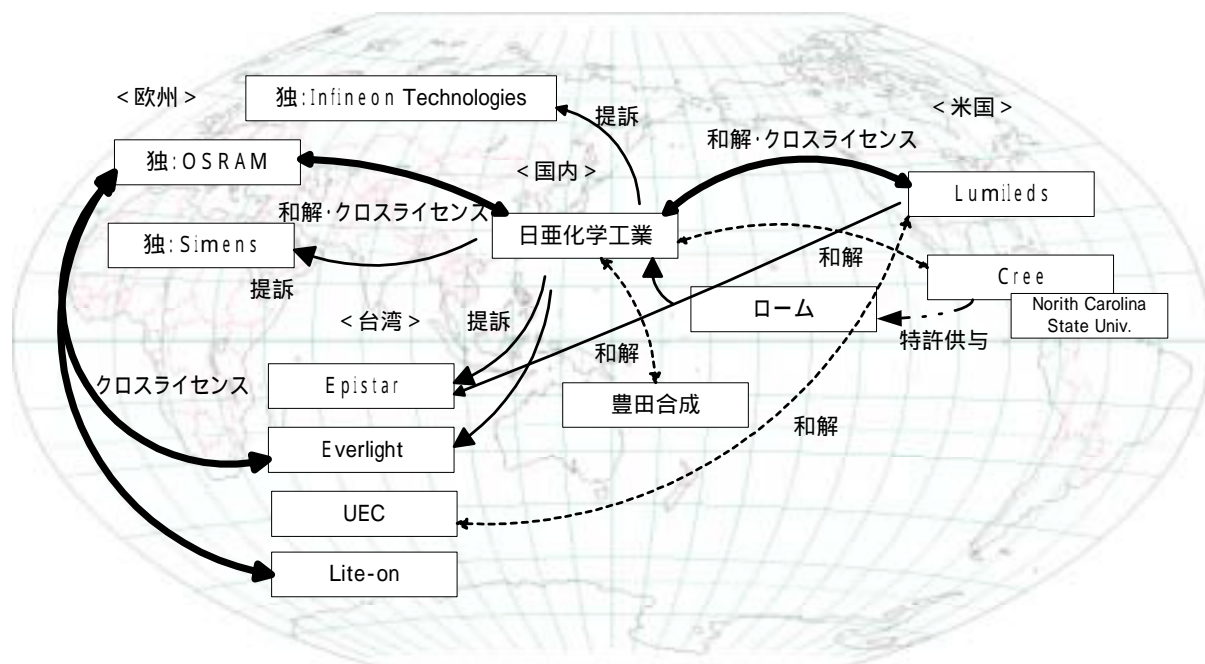 <欧州>
独:Infineon Technologies
提訴
<米国>
和解・クロスライセンス
独:OSRAM
<国内>
Lumileds
和解・クロスライセンス
日亜化学工業
独:Simens
和解
Cree
提訴
ローム
Norith Carolina
State Univ.
<台湾>
提訴
特許供与
和解
Epistar
クロスライセンス
豊田合成
和解
Everlight
UEC
Lite-on